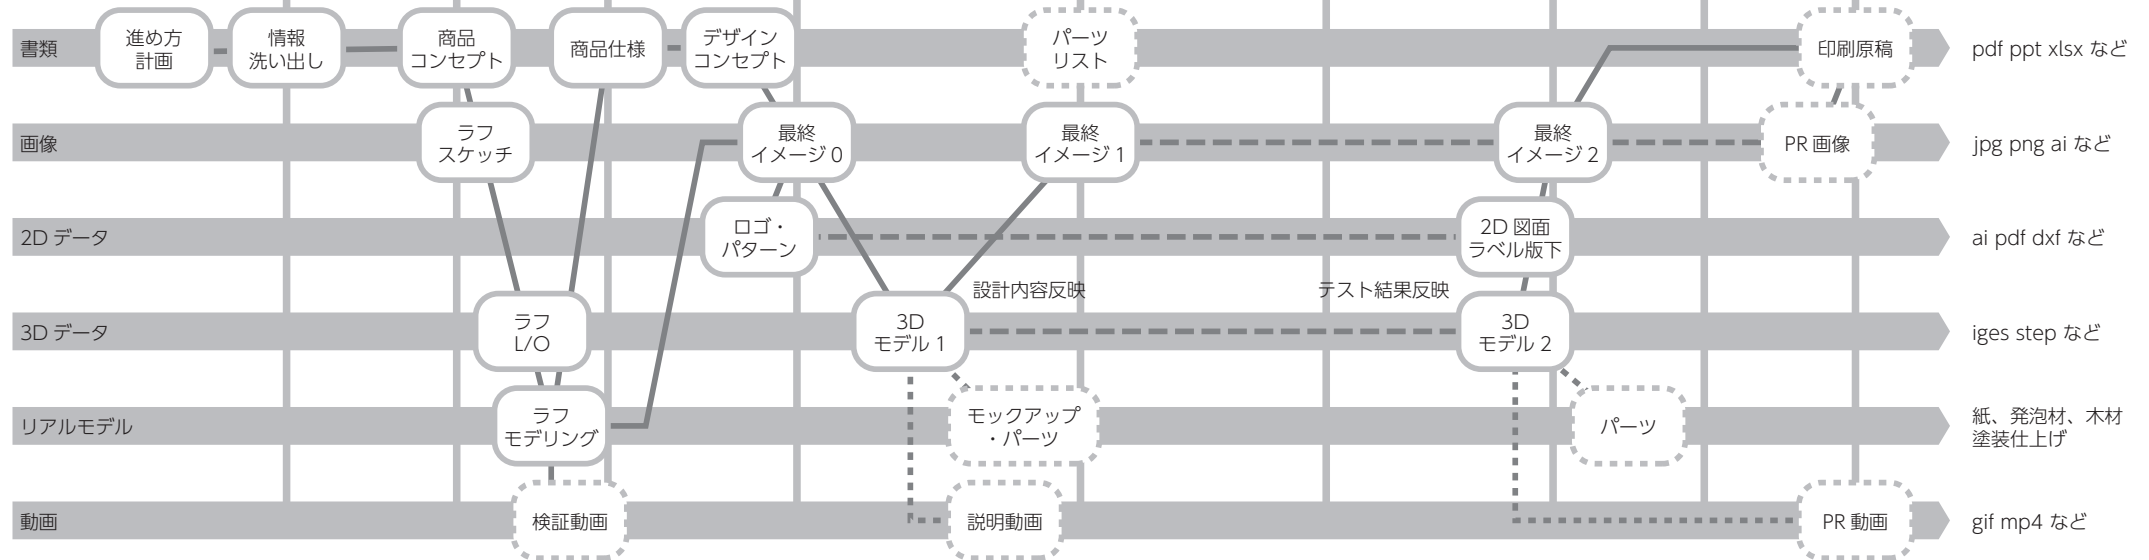 書類
進め方
計画
情報
洗い出し
商品
コンセプト
商品仕様
デザイン
コンセプト
パーツ
リスト
印刷原稿
pdf ppt xlsx など
画像
ラフ
スケッチ
最終
イメージ 0
最終
イメージ 1
最終
イメージ 2
PR 画像
jpg png ai など
2D データ
ロゴ・
パターン
2D 図面
ラベル版下
ai pdf dxf など
設計内容反映
テスト結果反映
3D データ
ラフ
L/O
3D
モデル 1
3D
モデル 2
iges step など
リアルモデル
ラフ
モデリング
モックアップ
・パーツ
パーツ
紙、発泡材、木材
塗装仕上げ
動画
検証動画
説明動画
PR 動画
gif mp4 など